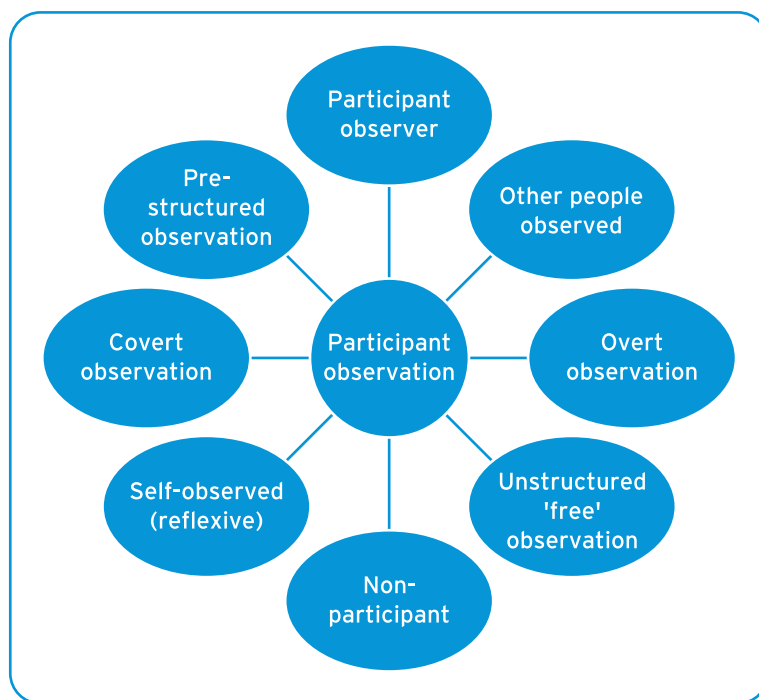 Participant
observer
Pre-
structured
observation
Other people
observed
Covert
observation
Participant
observation
Overt
observation
Self-observed
(reflexive)
Unstructured
'free'
observation
Non-
participant